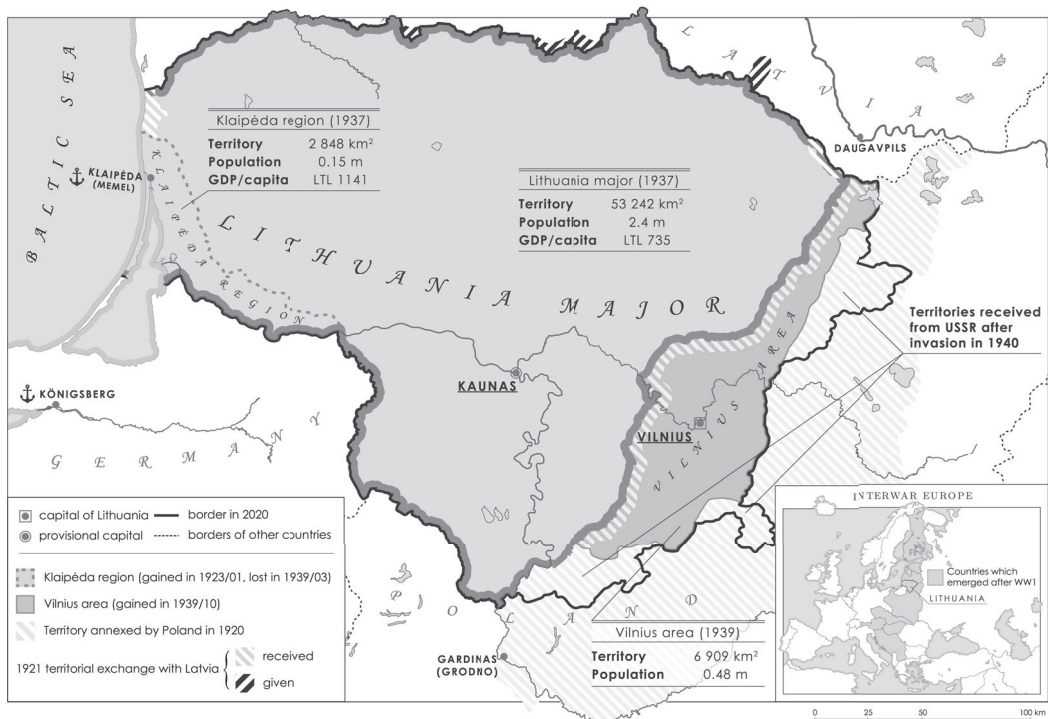 BALTIC SEA
LATVIA
Klaipėda region (1937)
Territory 2 848 km²
Population 0.15 m
GDP/capita LTL 1141
KLAIPĖDA
(MEMEL)
KLAIPĖDA REGION
DAUGAVPILS
Lithuania major (1937)
Territory 53 242 km²
Population 2.4 m
GDP/capita LTL 735
LITHUANIA MAJOR
Territories received
from USSR after
invasion in 1940
KAUNAS
VILNIUS
VILNIUS AREA
KÖNIGSBERG
GERMANY
POLAND
GARDINAS
(GRODNO)
Vilnius area (1939)
Territory 6 909 km²
Population 0.48 m
capital of Lithuania border in 2020
provisional capital borders of other countries
Klaipėda region (gained in 1923/01, lost in 1939/03)
Vilnius area (gained in 1939/10)
Territory annexed by Poland in 1920
1921 territorial exchange with Latvia
received
given
INTERWAR EUROPE
Countries which
emerged after WW1
LITHUANIA
0 25 50 100 km